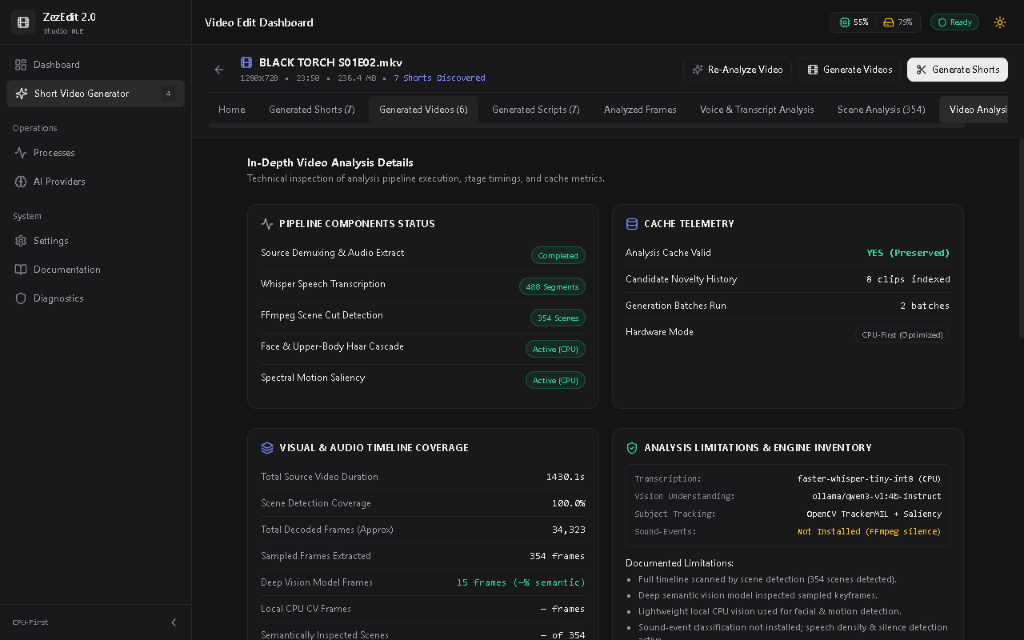 ZezEdit 2.0
Studio NLE
Video Edit Dashboard
55%
79%
Ready
Dashboard
Short Video Generator
4
Operations
Processes
AI Providers
System
Settings
Documentation
Diagnostics
CPU-First
BLACK TORCH S01E02.mkv
1280x720 • 23:50 • 236.4 MB • 7 Shorts Discovered
Re-Analyze Video
Generate Videos
Generate Shorts
Home
Generated Shorts (7)
Generated Videos (6)
Generated Scripts (7)
Analyzed Frames
Voice & Transcript Analysis
Scene Analysis (354)
Video Analysi
In-Depth Video Analysis Details
Technical inspection of analysis pipeline execution, stage timings, and cache metrics.
PIPELINE COMPONENTS STATUS
Source Demuxing & Audio Extract Completed
Whisper Speech Transcription 488 Segments
FFmpeg Scene Cut Detection 354 Scenes
Face & Upper-Body Haar Cascade Active (CPU)
Spectral Motion Saliency Active (CPU)
CACHE TELEMETRY
Analysis Cache Valid YES (Preserved)
Candidate Novelty History 8 clips indexed
Generation Batches Run 2 batches
Hardware Mode CPU-First (Optimized)
VISUAL & AUDIO TIMELINE COVERAGE
Total Source Video Duration 1430.1s
Scene Detection Coverage 100.0%
Total Decoded Frames (Approx) 34,323
Sampled Frames Extracted 354 frames
Deep Vision Model Frames 15 frames (—% semantic)
Local CPU CV Frames — frames
Semantically Inspected Scenes — of 354
ANALYSIS LIMITATIONS & ENGINE INVENTORY
Transcription: faster-whisper-tiny-int8 (CPU)
Vision Understanding: ollama/qwen3-vl:4b-instruct
Subject Tracking: OpenCV TrackerMIL + Saliency
Sound-Events: Not Installed (FFmpeg silence)
Documented Limitations:
• Full timeline scanned by scene detection (354 scenes detected).
• Deep semantic vision model inspected sampled keyframes.
• Lightweight local CPU vision used for facial & motion detection.
• Sound-event classification not installed; speech density & silence detection
active.